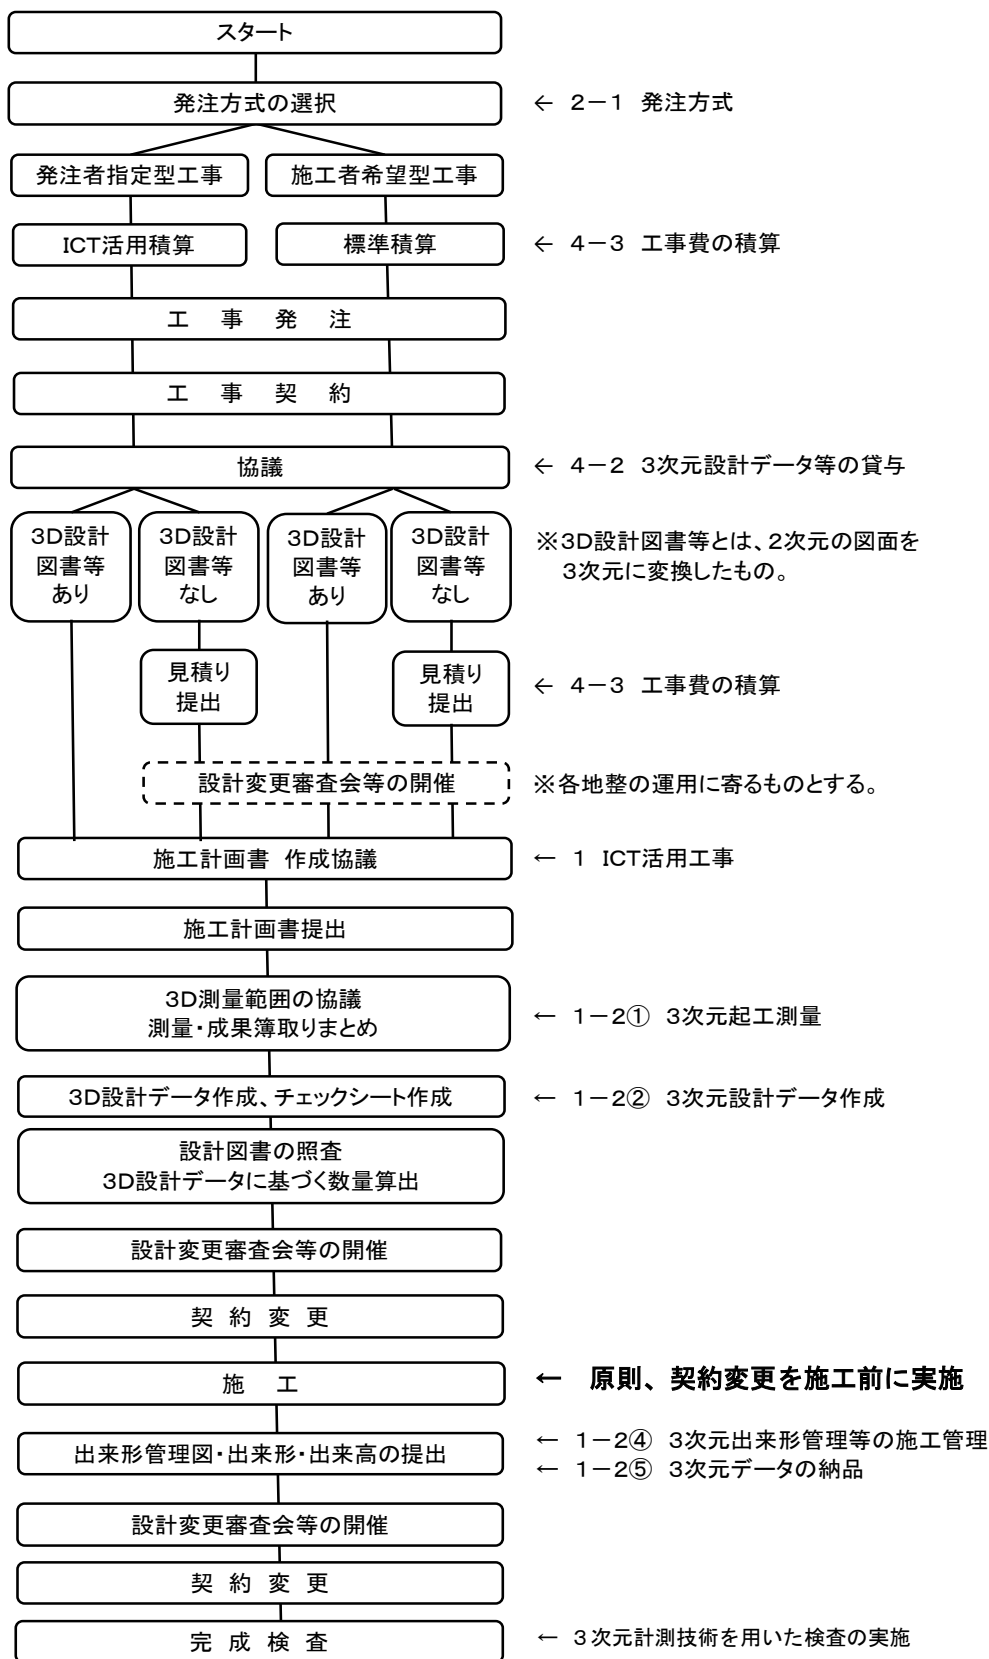 スタート
発注方式の選択
← 2－1 発注方式
発注者指定型工事
施工者希望型工事
ICT活用積算
標準積算
← 4－3 工事費の積算
工 事 発 注
工 事 契 約
協議
← 4－2 3次元設計データ等の貸与
3D設計
図書等
あり
3D設計
図書等
なし
3D設計
図書等
あり
3D設計
図書等
なし
※3D設計図書等とは、2次元の図面を
3次元に変換したもの。
見積り
提出
見積り
提出
← 4－3 工事費の積算
設計変更審査会等の開催
※各地整の運用に寄るものとする。
施工計画書 作成協議
← 1 ICT活用工事
施工計画書提出
3D測量範囲の協議
測量・成果簿取りまとめ
← 1－2① 3次元起工測量
3D設計データ作成、チェックシート作成
← 1－2② 3次元設計データ作成
設計図書の照査
3D設計データに基づく数量算出
設計変更審査会等の開催
契 約 変 更
施 工
← 原則、契約変更を施工前に実施
出来形管理図・出来形・出来高の提出
← 1－2④ 3次元出来形管理等の施工管理
← 1－2⑤ 3次元データの納品
設計変更審査会等の開催
契 約 変 更
完 成 検 査
← 3次元計測技術を用いた検査の実施